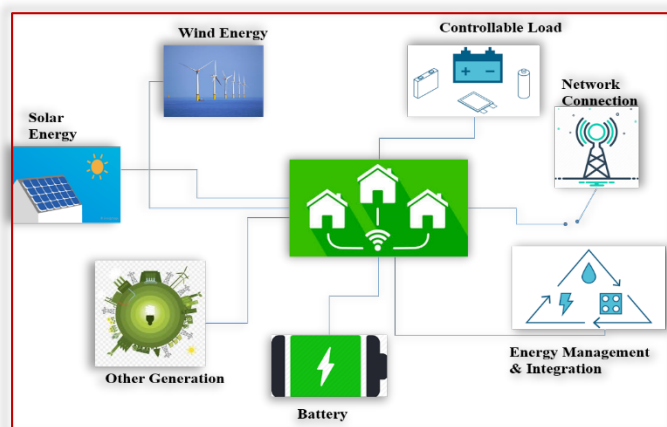 Wind Energy
Controllable Load
Network
Connection
Solar
Energy
Other Generation
Battery
Energy Management
& Integration